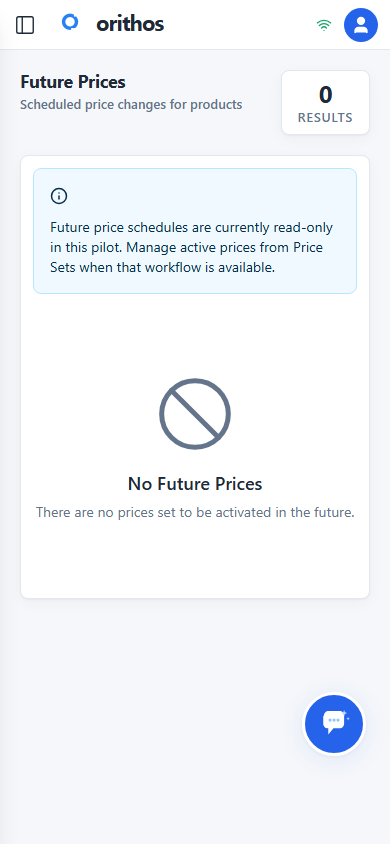 orithos
Future Prices
Scheduled price changes for products
0
RESULTS
Future price schedules are currently read-only
in this pilot. Manage active prices from Price
Sets when that workflow is available.
No Future Prices
There are no prices set to be activated in the future.